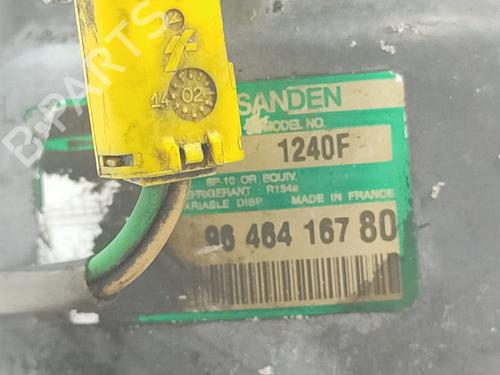 B-PARTS
14 02
SANDEN
MODEL NO.
1240F
SP-10 OR EQUIV.
REFRIGERANT R134a
VARIABLE DISP. MADE IN FRANCE
96 464 167 80